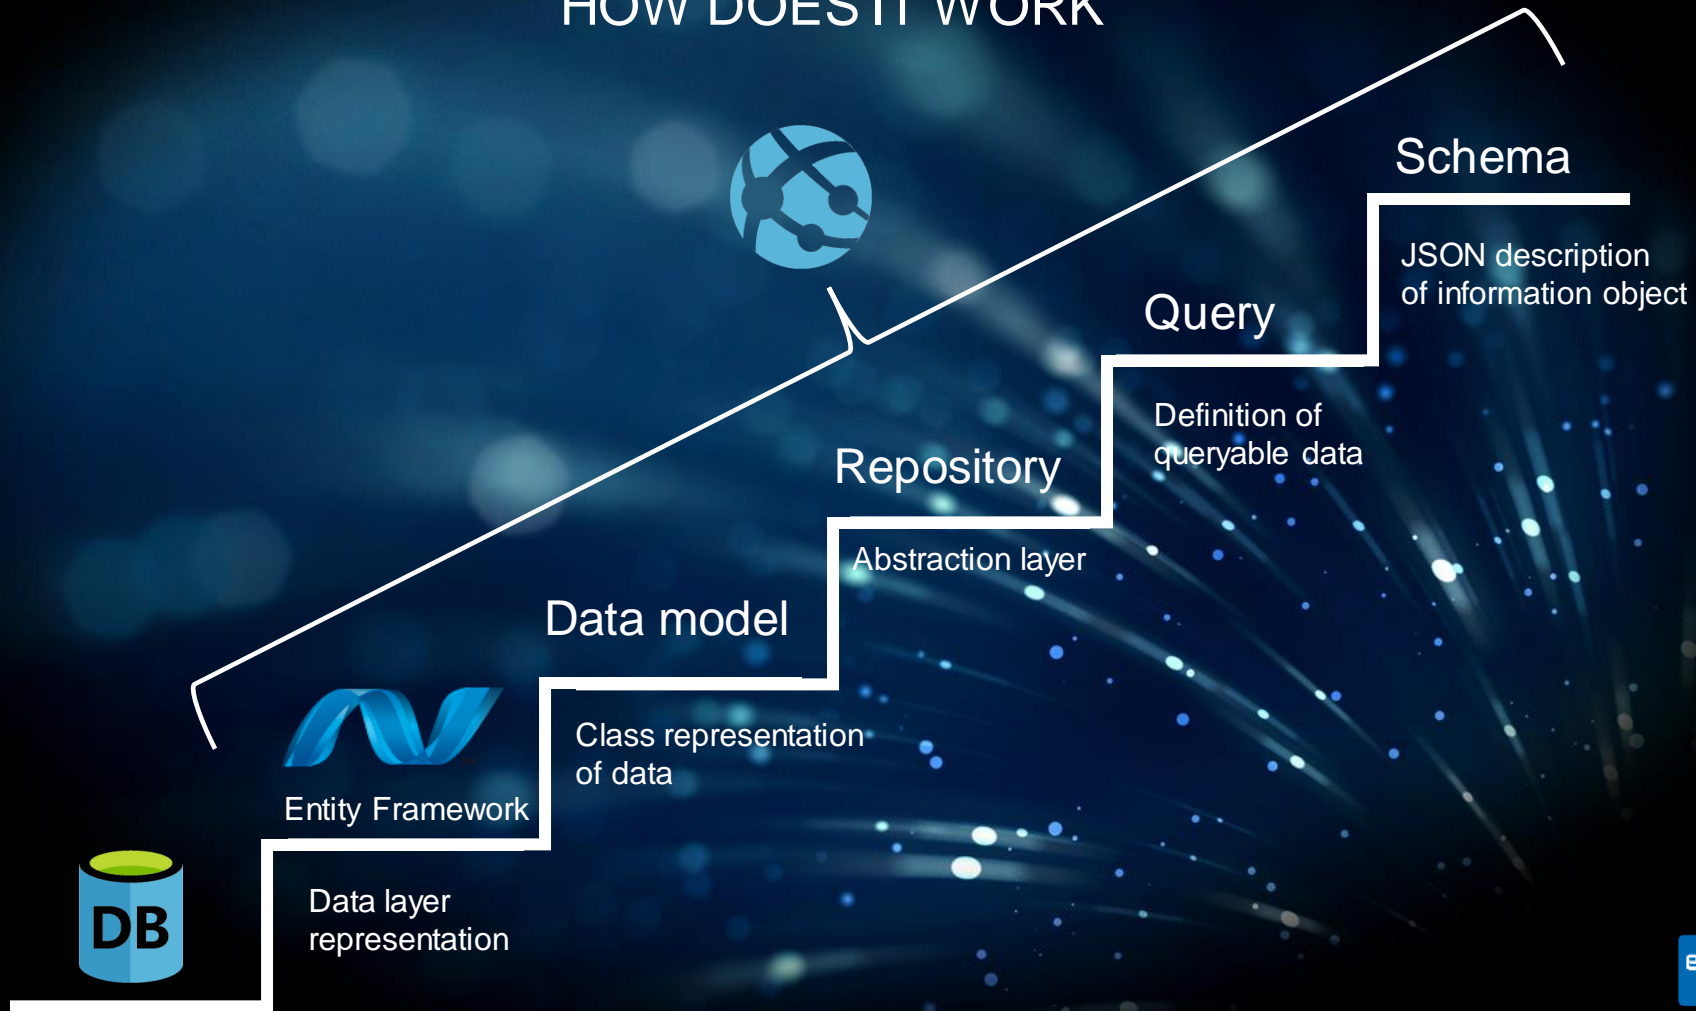 HOW DOES IT WORK
Schema
JSON description
of information object
Query
Definition of
queryable data
Repository
Abstraction layer
Data model
Class representation
of data
Entity Framework
Data layer
representation
DB